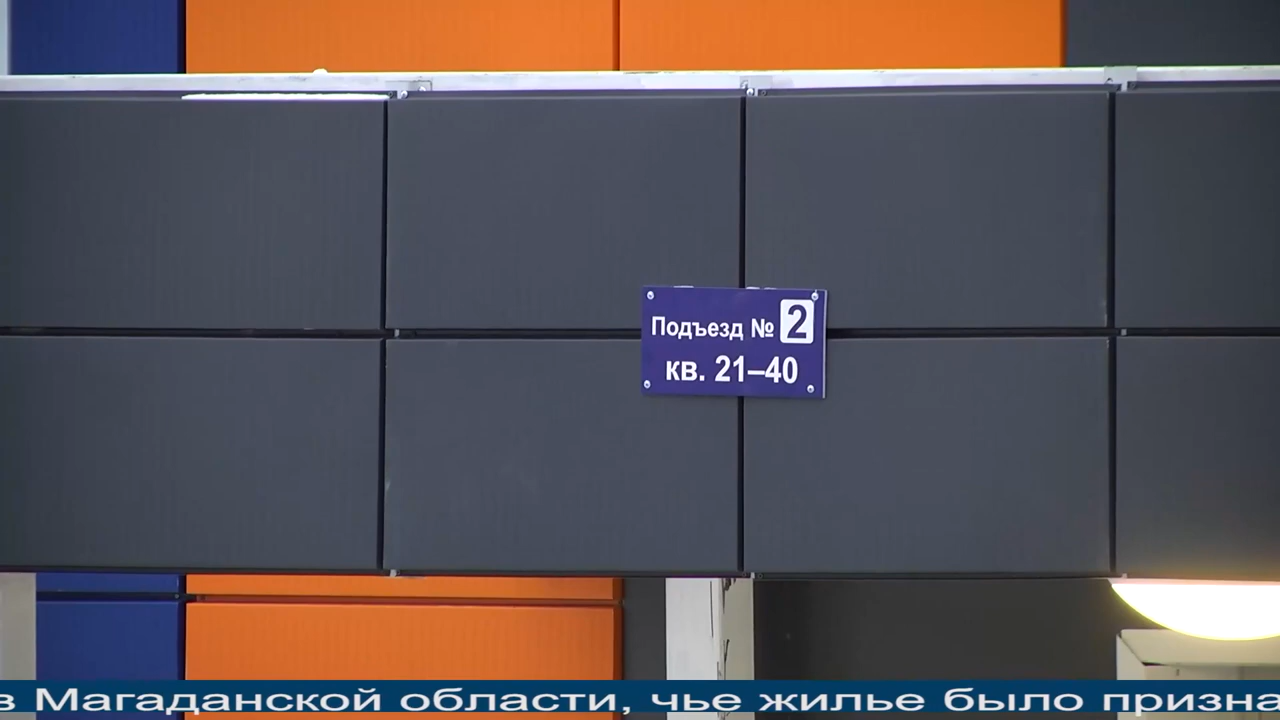 Подъезд № 2
кв. 21–40
в Магаданской области, чье жилье было призна